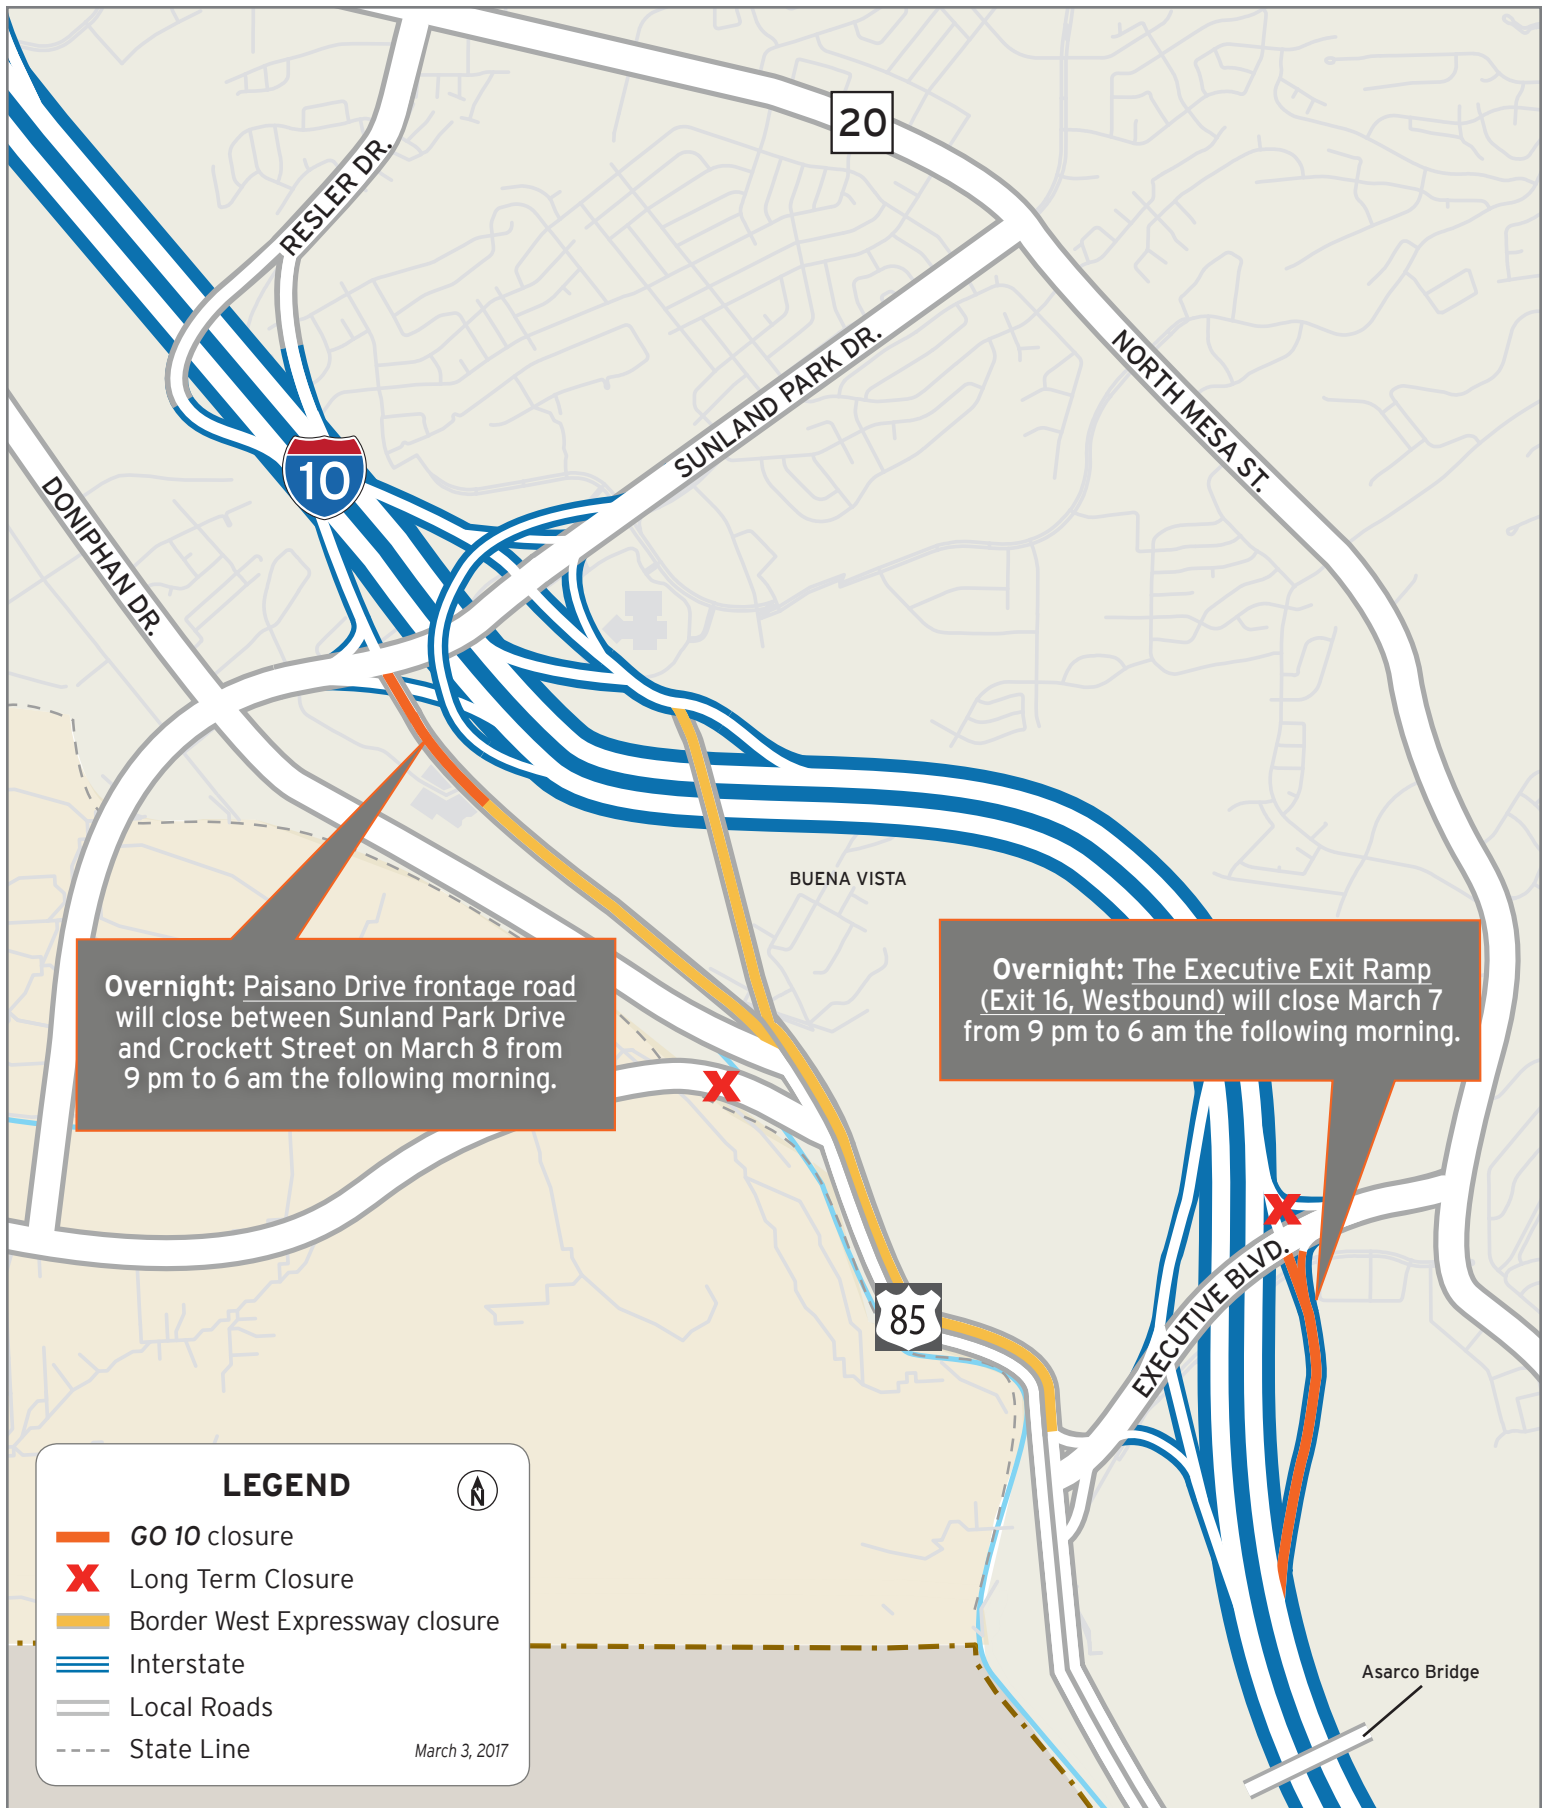 20
RESLER DR.
SUNLAND PARK DR.
NORTH MESA ST.
10
DONIPHAN DR.
BUENA VISTA
Overnight: Paisano Drive frontage road
will close between Sunland Park Drive
and Crockett Street on March 8 from
9 pm to 6 am the following morning.
Overnight: The Executive Exit Ramp
(Exit 16, Westbound) will close March 7
from 9 pm to 6 am the following morning.
EXECUTIVE BLVD.
85
LEGEND
N
GO 10 closure
X Long Term Closure
Border West Expressway closure
Interstate
Local Roads
State Line
March 3, 2017
Asarco Bridge